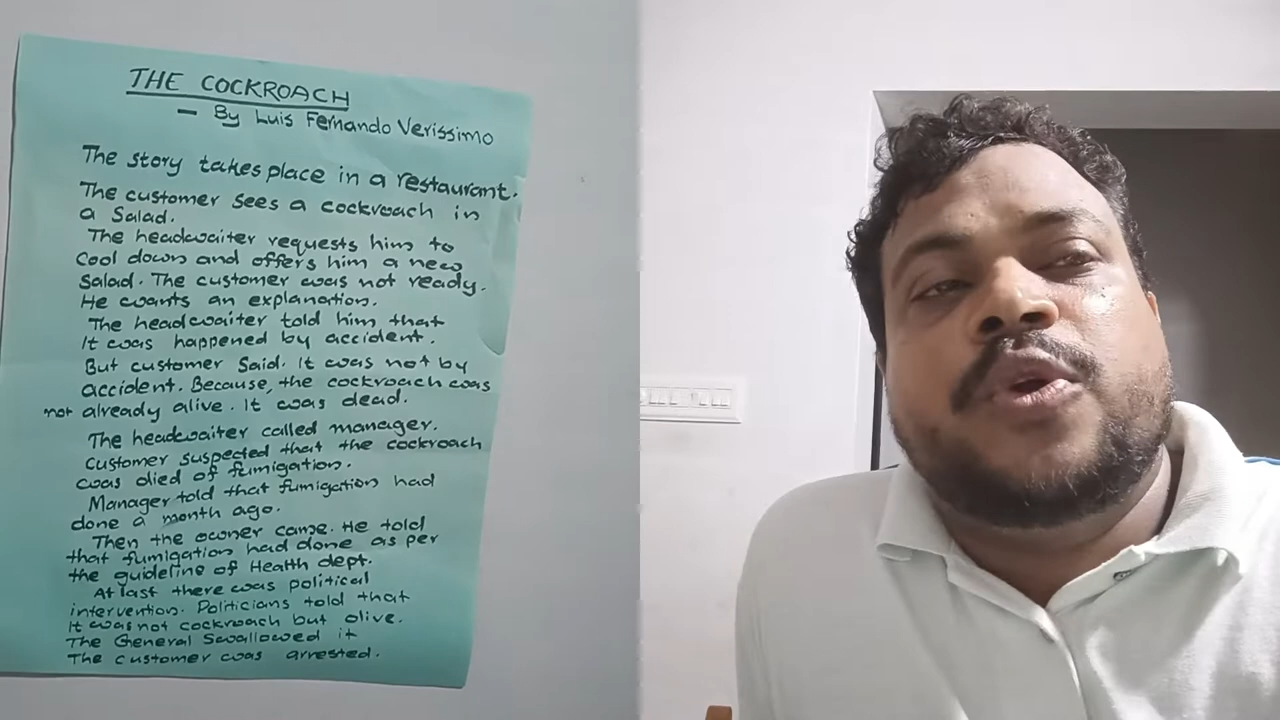 THE COCKROACH
- By Luis Fernando Verissimo
The story takes place in a restaurant.
The customer sees a cockroach in
a Salad.
The headwaiter requests him to
Cool down and offers him a new
Salad. The customer was not ready.
He wants an explanation.
The headwaiter told him that
It was happened by accident.
But customer Said. It was not by
accident. Because, the cockroach was
not already alive. It was dead.
The headwaiter called manager.
Customer suspected that the cockroach
was died of fumigation.
Manager told that fumigation had
done a month ago.
Then the owner came. He told
that fumigation had done as per
the guideline of Health dept.
At last there was political
intervention. Politicians told that
It was not cockroach but olive.
The General Swallowed it
The customer was arrested.